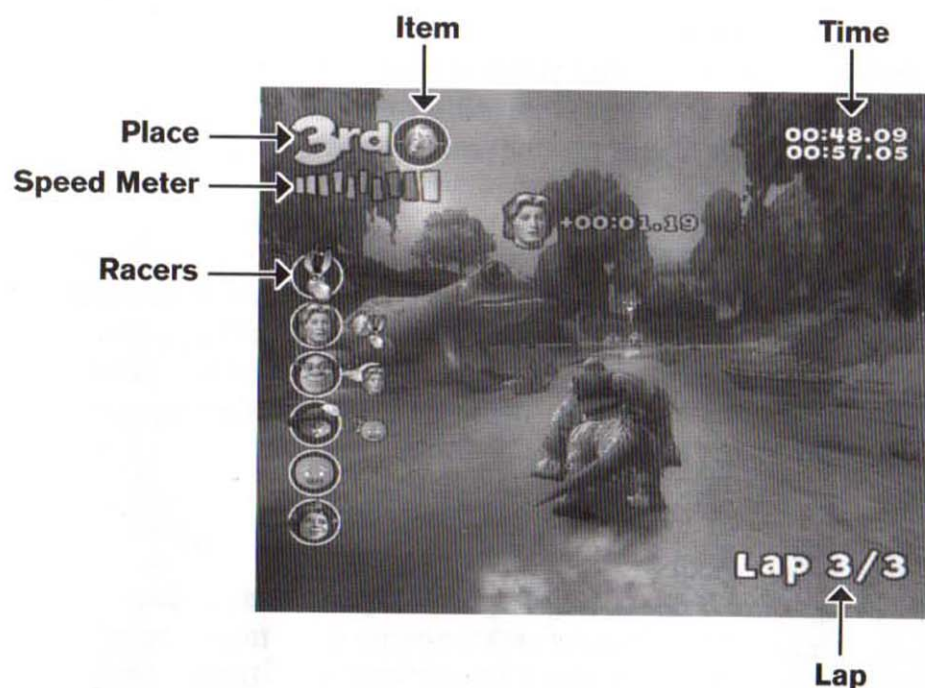 Item
Time
Place
3rd
00:48.09
00:57.05
Speed Meter
+00:01.19
Racers
Lap 3/3
Lap